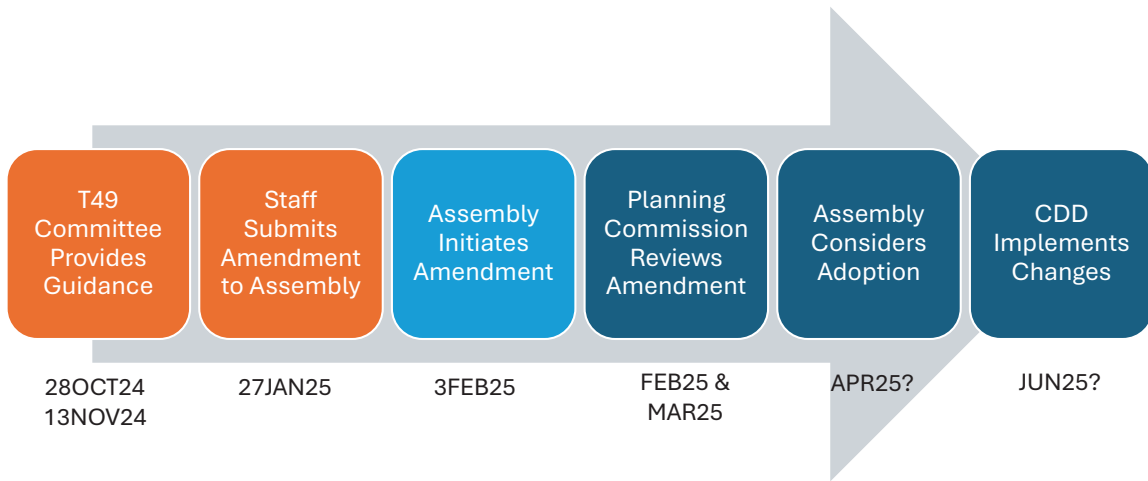 T49
Committee
Provides
Guidance
Staff
Submits
Amendment
to Assembly
Assembly
Initiates
Amendment
Planning
Commission
Reviews
Amendment
Assembly
Considers
Adoption
CDD
Implements
Changes
28OCT24
13NOV24
27JAN25
3FEB25
FEB25 &
MAR25
APR25?
JUN25?